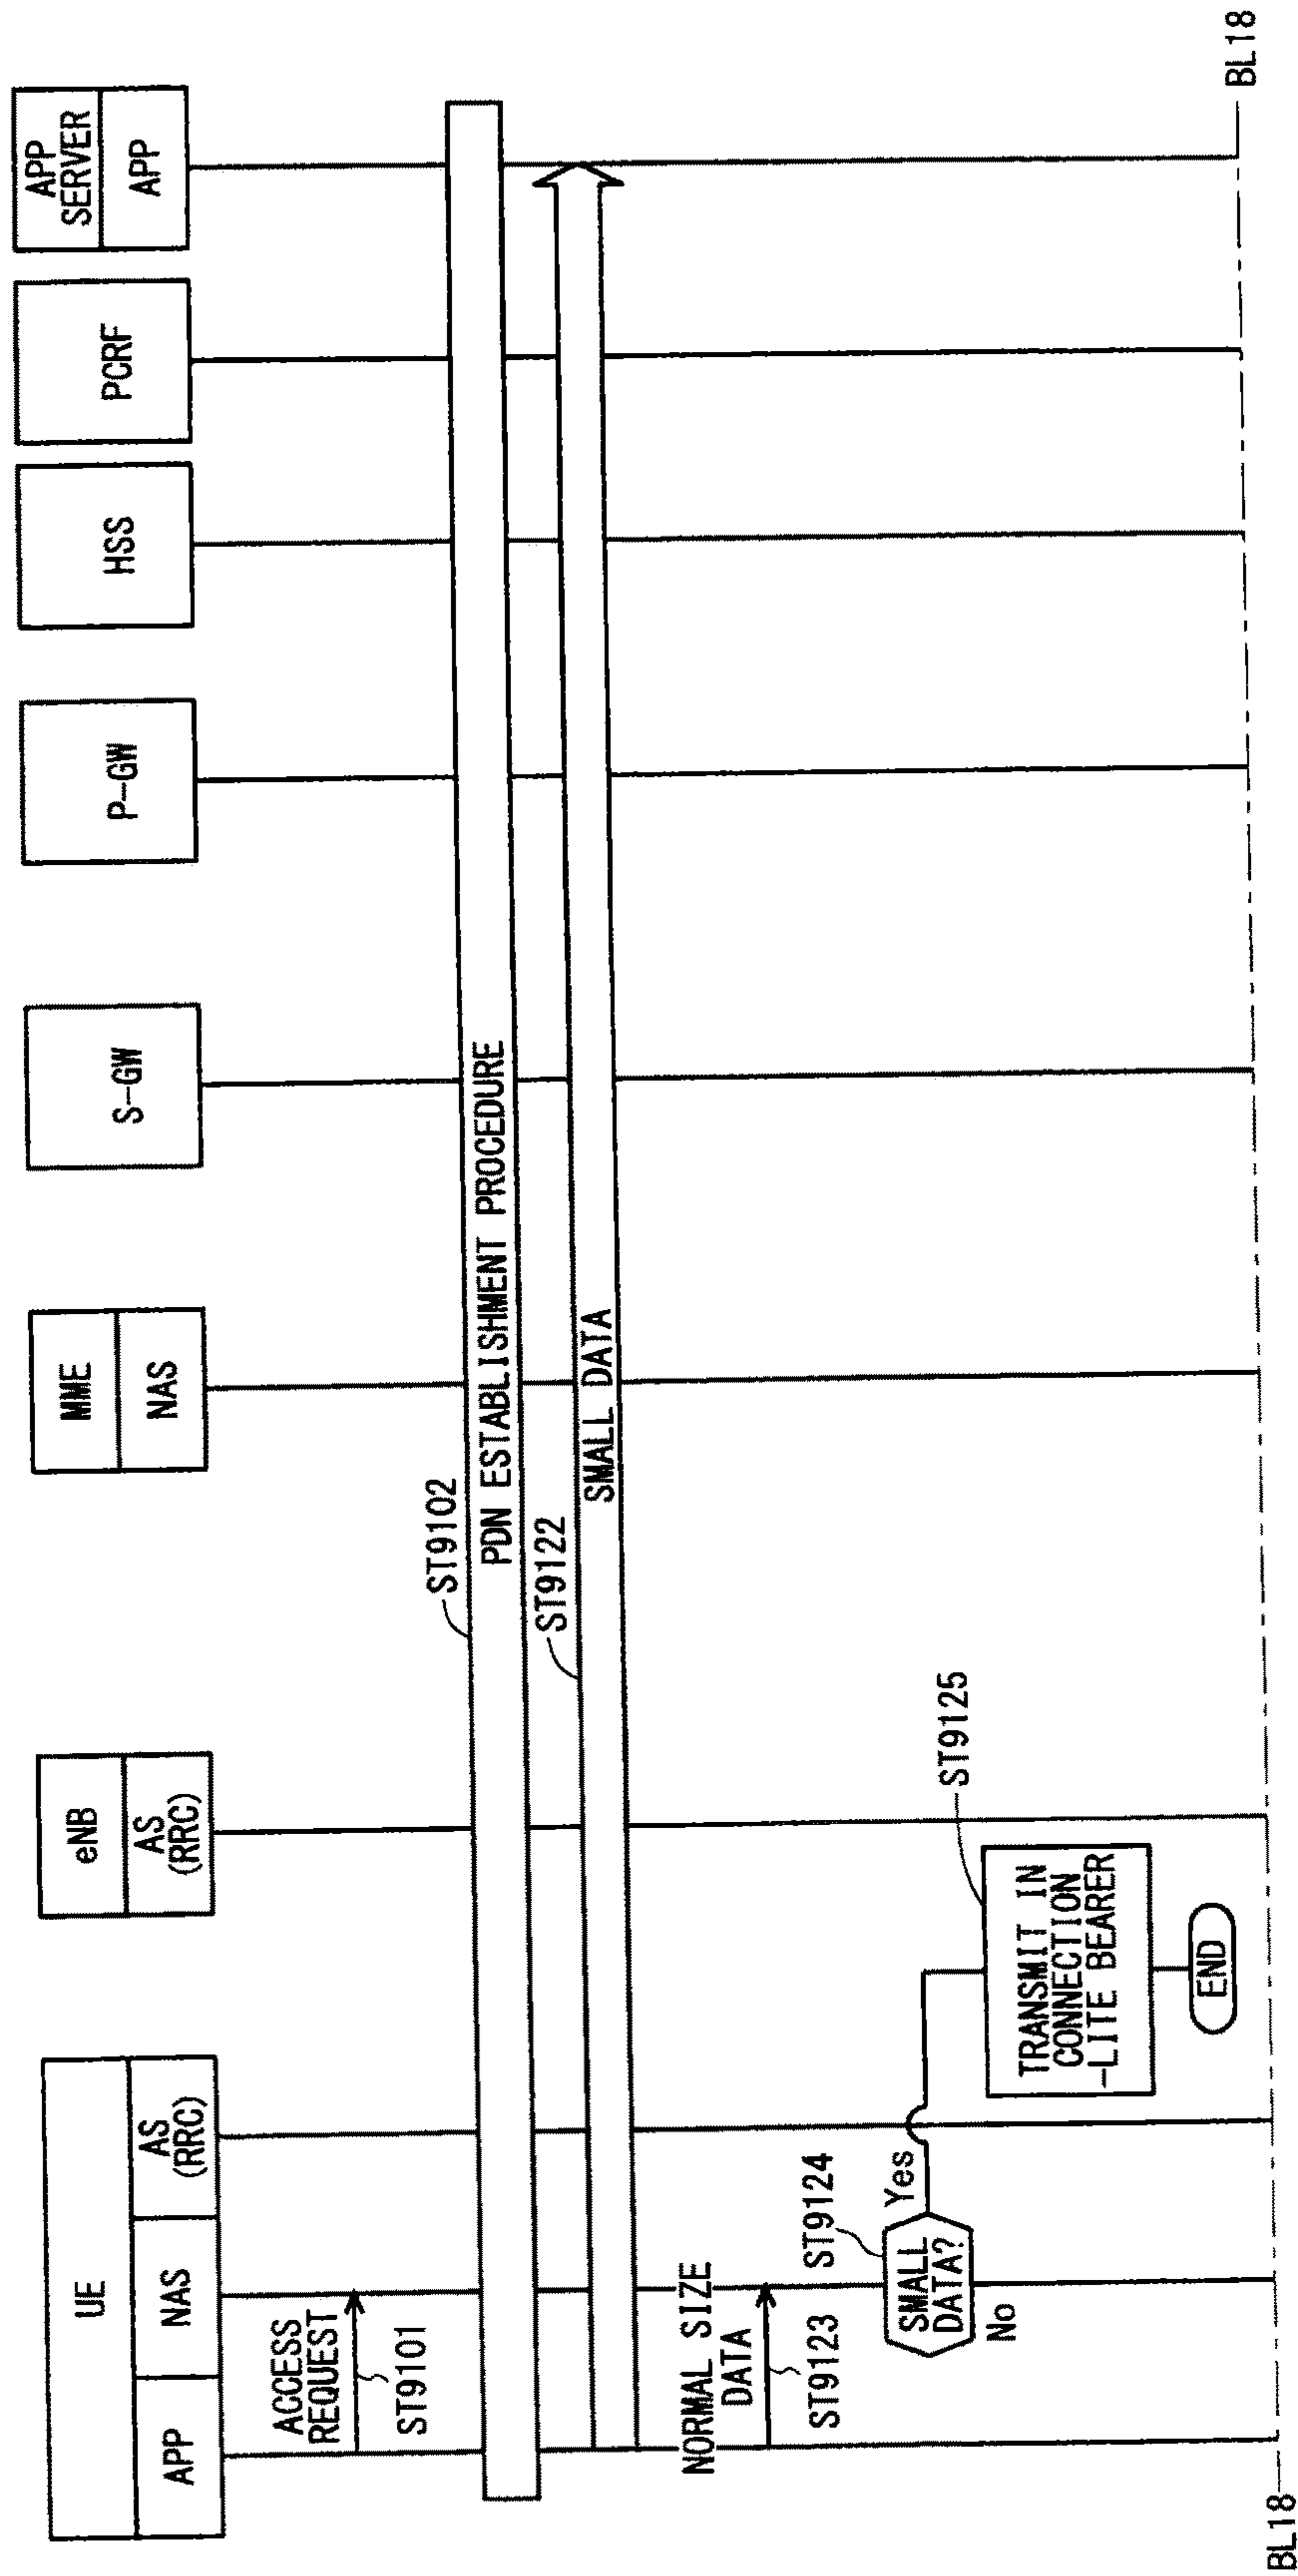 UE
APP
NAS
AS
(RRC)
eNB
AS
(RRC)
MME
NAS
S-GW
P-GW
HSS
PCRF
APP
SERVER
APP
ACCESS
REQUEST
ST9101
ST9102
PDN ESTABLISHMENT PROCEDURE
ST9122
SMALL DATA
NORMAL SIZE
DATA
ST9123
ST9124
SMALL
DATA?
Yes
No
ST9125
TRANSMIT IN
CONNECTION
-LITE BEARER
END
BL18
BL18